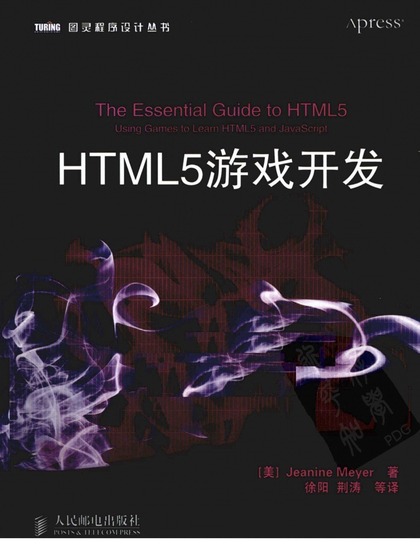 TURING 图灵程序设计丛书
Apress®
The Essential Guide to HTML5
Using Games to Learn HTML5 and JavaScript
HTML5游戏开发
PDG
[美] Jeanine Meyer 著
徐阳 荆涛 等译
人民邮电出版社
POSTS & TELECOM PRESS